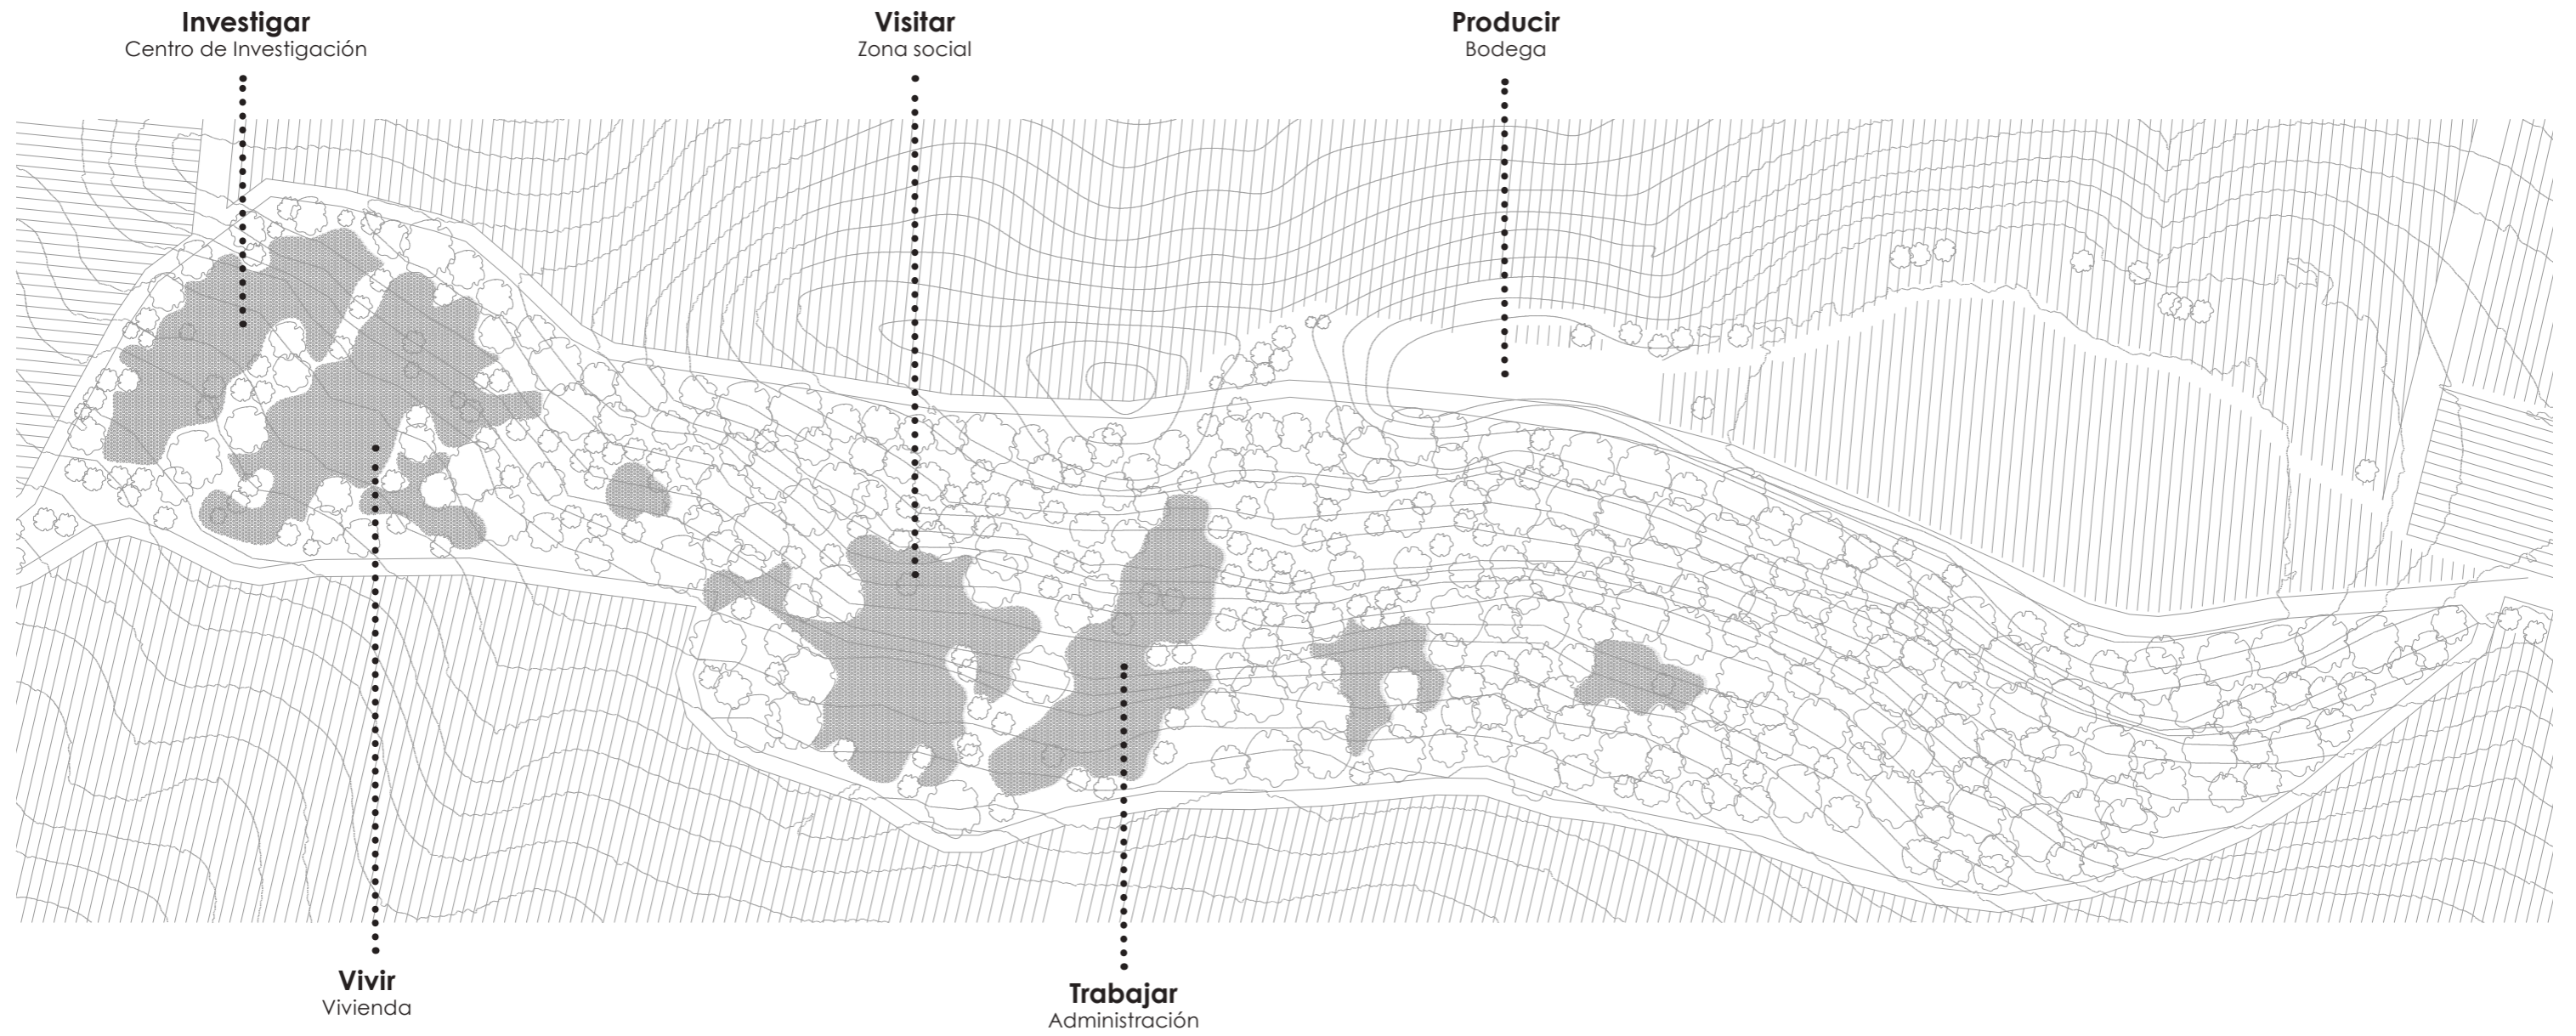 Investigar
Centro de Investigación
Visitar
Zona social
Producir
Bodega
Vivir
Vivienda
Trabajar
Administración